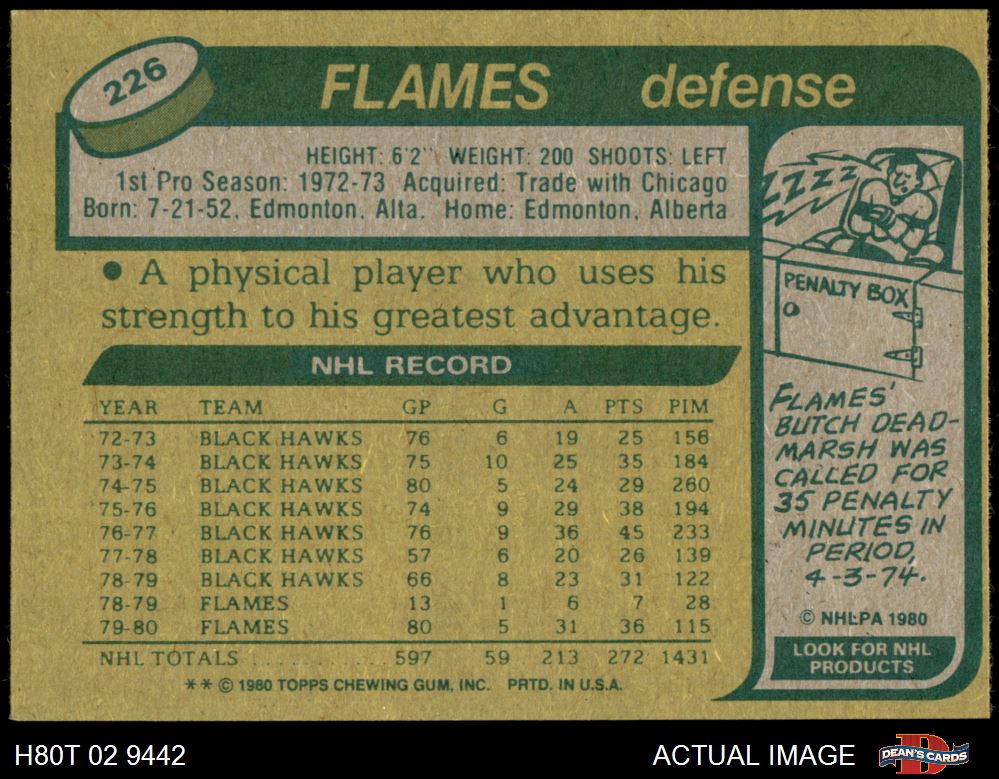 226
FLAMES defense
HEIGHT: 6'2" WEIGHT: 200 SHOOTS: LEFT
1st Pro Season: 1972-73 Acquired: Trade with Chicago
Born: 7-21-52, Edmonton, Alta. Home: Edmonton, Alberta
• A physical player who uses his
strength to his greatest advantage.
NHL RECORD
YEAR TEAM GP G A PTS PIM
72-73 BLACK HAWKS 76 6 19 25 156
73-74 BLACK HAWKS 75 10 25 35 184
74-75 BLACK HAWKS 80 5 24 29 260
75-76 BLACK HAWKS 74 9 29 38 194
76-77 BLACK HAWKS 76 9 36 45 233
77-78 BLACK HAWKS 57 6 20 26 139
78-79 BLACK HAWKS 66 8 23 31 122
78-79 FLAMES 13 1 6 7 28
79-80 FLAMES 80 5 31 36 115
NHL TOTALS ............ 597 59 213 272 1431
** © 1980 TOPPS CHEWING GUM, INC. PRTD. IN U.S.A.
ZZZZZ
PENALTY BOX
FLAMES'
BUTCH DEAD-
MARSH WAS
CALLED FOR
35 PENALTY
MINUTES IN
PERIOD,
4-3-74.
© NHLPA 1980
LOOK FOR NHL
PRODUCTS
H80T 02 9442
ACTUAL IMAGE
D
DEAN'S CARDS